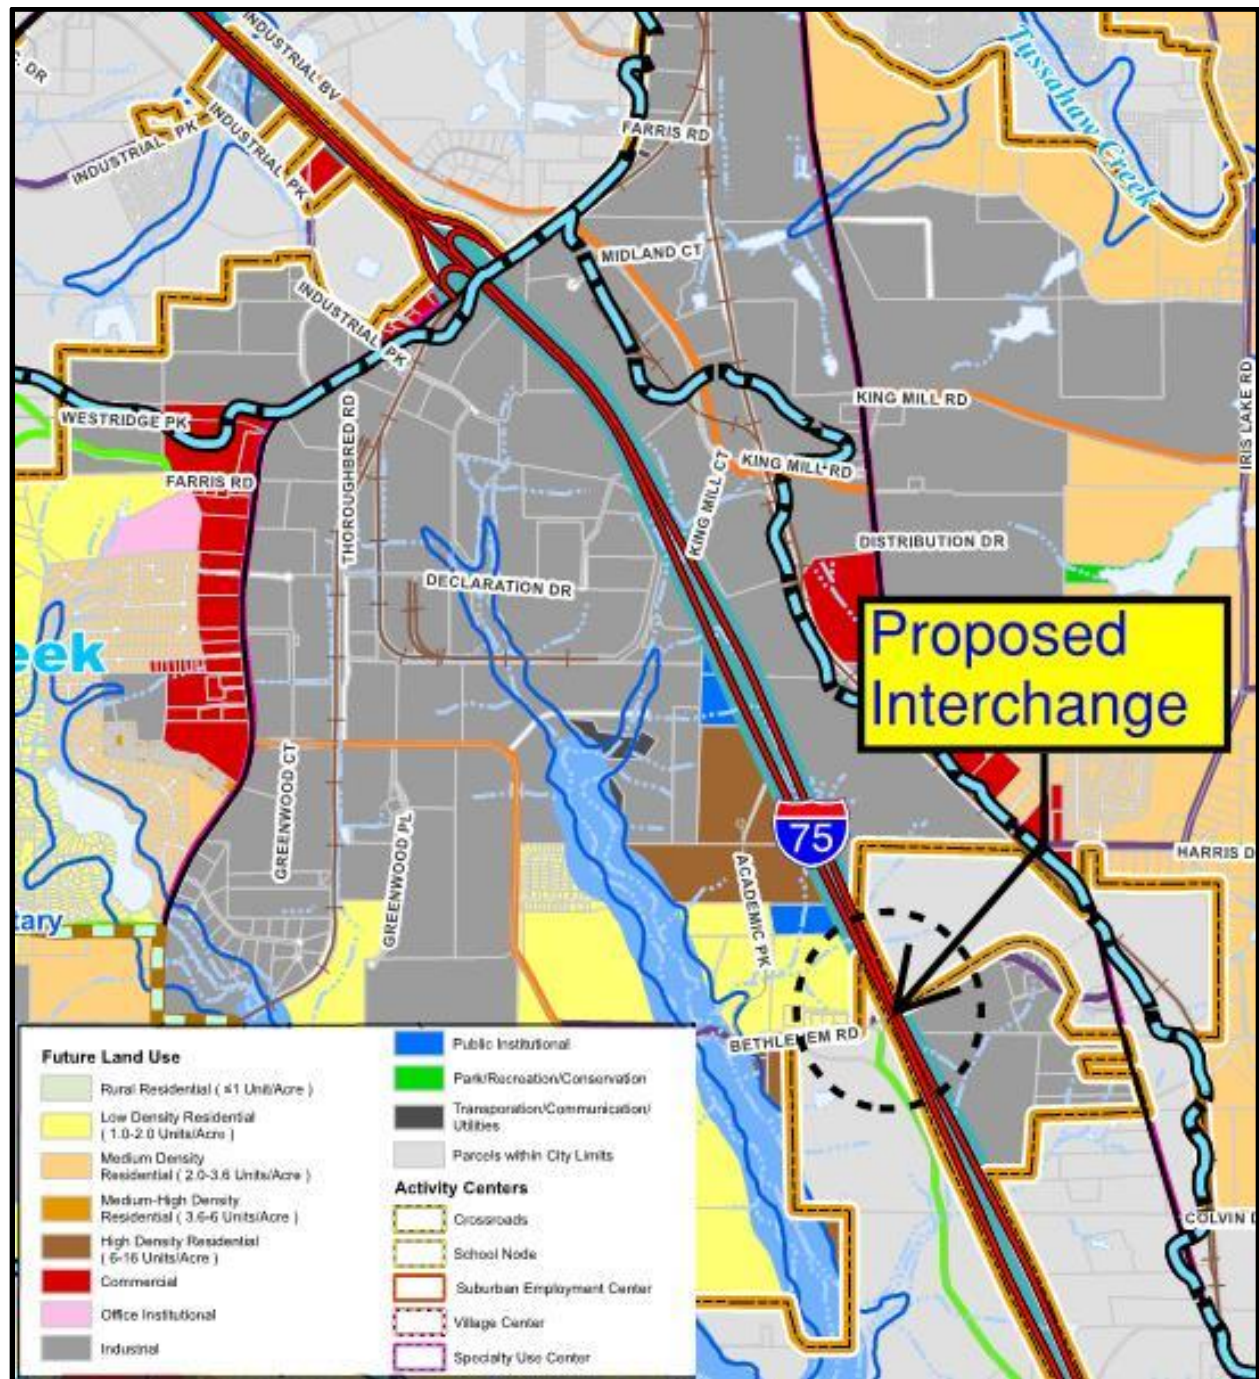 DR
INDUSTRIAL BV
Tussahaw Creek
FARRIS RD
INDUSTRIAL PK
INDUSTRIAL PK
MIDLAND CT
INDUSTRIAL PK
WESTRIDGE PK
KING MILL RD
IRIS LAKE RD
THOROUGHBRED RD
KING MILL RD
FARRIS RD
KING MILL CT
DISTRIBUTION DR
DECLARATION DR
Proposed
Interchange
eek
GREENWOOD CT
75
GREENWOOD PL
ACADEMIC PK
HARRIS D
tary
BETHLEHEM RD
COLVIN
Future Land Use
Rural Residential ( ≤1 Unit/Acre )
Low Density Residential
( 1.0-2.0 Units/Acre )
Medium Density
Residential ( 2.0-3.6 Units/Acre )
Medium-High Density
Residential ( 3.6-6 Units/Acre )
High Density Residential
( 6-16 Units/Acre )
Commercial
Office Institutional
Industrial
Public Institutional
Park/Recreation/Conservation
Transporation/Communication/
Utilities
Parcels within City Limits
Activity Centers
Crossroads
School Node
Suburban Employment Center
Village Center
Specialty Use Center